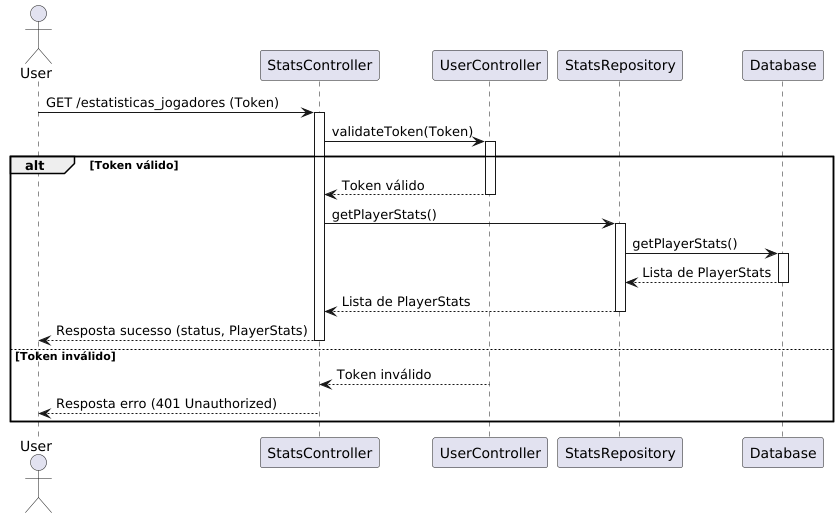 User
StatsController
UserController
StatsRepository
Database
GET /estatisticas_jogadores (Token)
validateToken(Token)
alt
[Token válido]
Token válido
getPlayerStats()
getPlayerStats()
Lista de PlayerStats
Lista de PlayerStats
Resposta sucesso (status, PlayerStats)
[Token inválido]
Token inválido
Resposta erro (401 Unauthorized)
User
StatsController
UserController
StatsRepository
Database